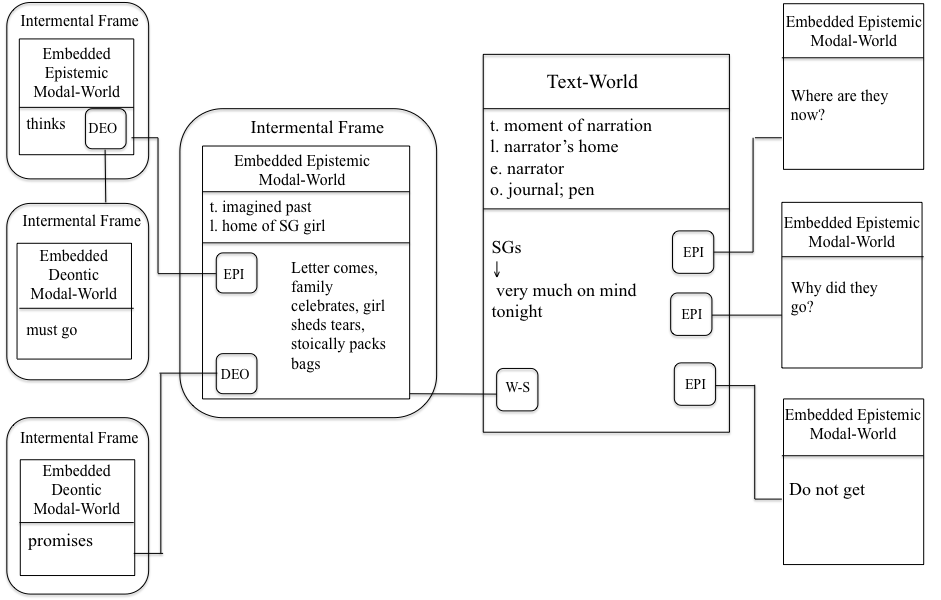 Intermental Frame
Embedded
Epistemic
Modal-World
thinks
DEO
Intermental Frame
Embedded
Deontic
Modal-World
must go
Intermental Frame
Embedded
Deontic
Modal-World
promises
Intermental Frame
Embedded Epistemic
Modal-World
t. imagined past
l. home of SG girl
EPI
Letter comes,
family
celebrates, girl
sheds tears,
stoically packs
bags
DEO
Text-World
t. moment of narration
l. narrator’s home
e. narrator
o. journal; pen
SGs
↓
very much on mind
tonight
EPI
EPI
EPI
W-S
Embedded Epistemic
Modal-World
Where are they
now?
Embedded Epistemic
Modal-World
Why did they
go?
Embedded Epistemic
Modal-World
Do not get